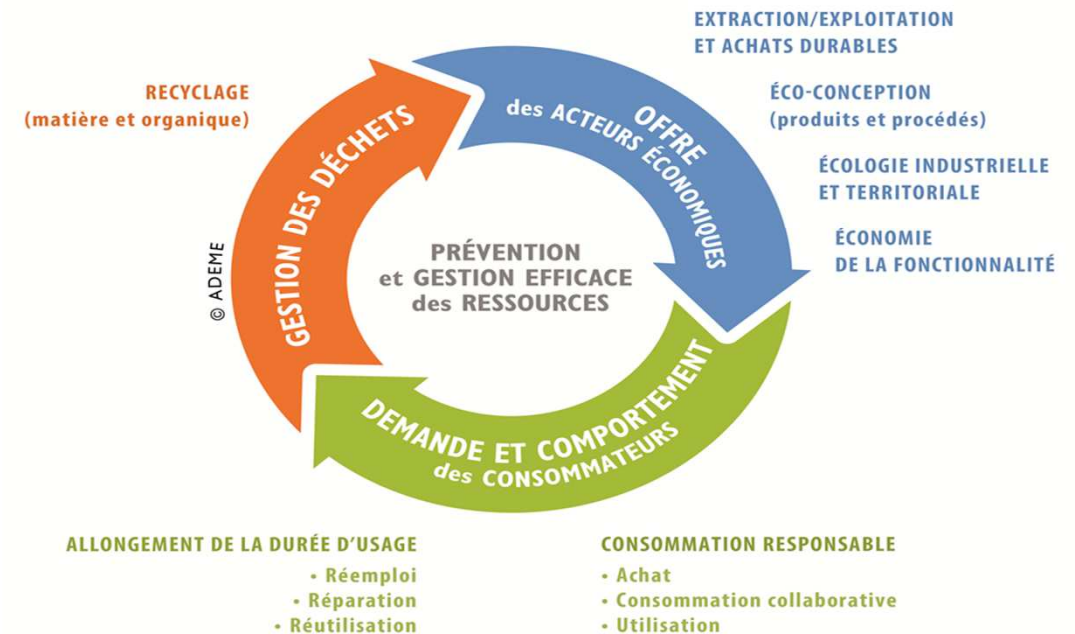 EXTRACTION/EXPLOITATION
ET ACHATS DURABLES
RECYCLAGE
(matière et organique)
ÉCO-CONCEPTION
(produits et procédés)
ÉCOLOGIE INDUSTRIELLE
ET TERRITORIALE
ÉCONOMIE
DE LA FONCTIONNALITÉ
OFFRE
des ACTEURS ÉCONOMIQUES
GESTION DES DÉCHETS
PRÉVENTION
et GESTION EFFICACE
des RESSOURCES
© ADEME
DEMANDE ET COMPORTEMENT
des CONSOMMATEURS
ALLONGEMENT DE LA DURÉE D'USAGE
• Réemploi
• Réparation
• Réutilisation
CONSOMMATION RESPONSABLE
• Achat
• Consommation collaborative
• Utilisation